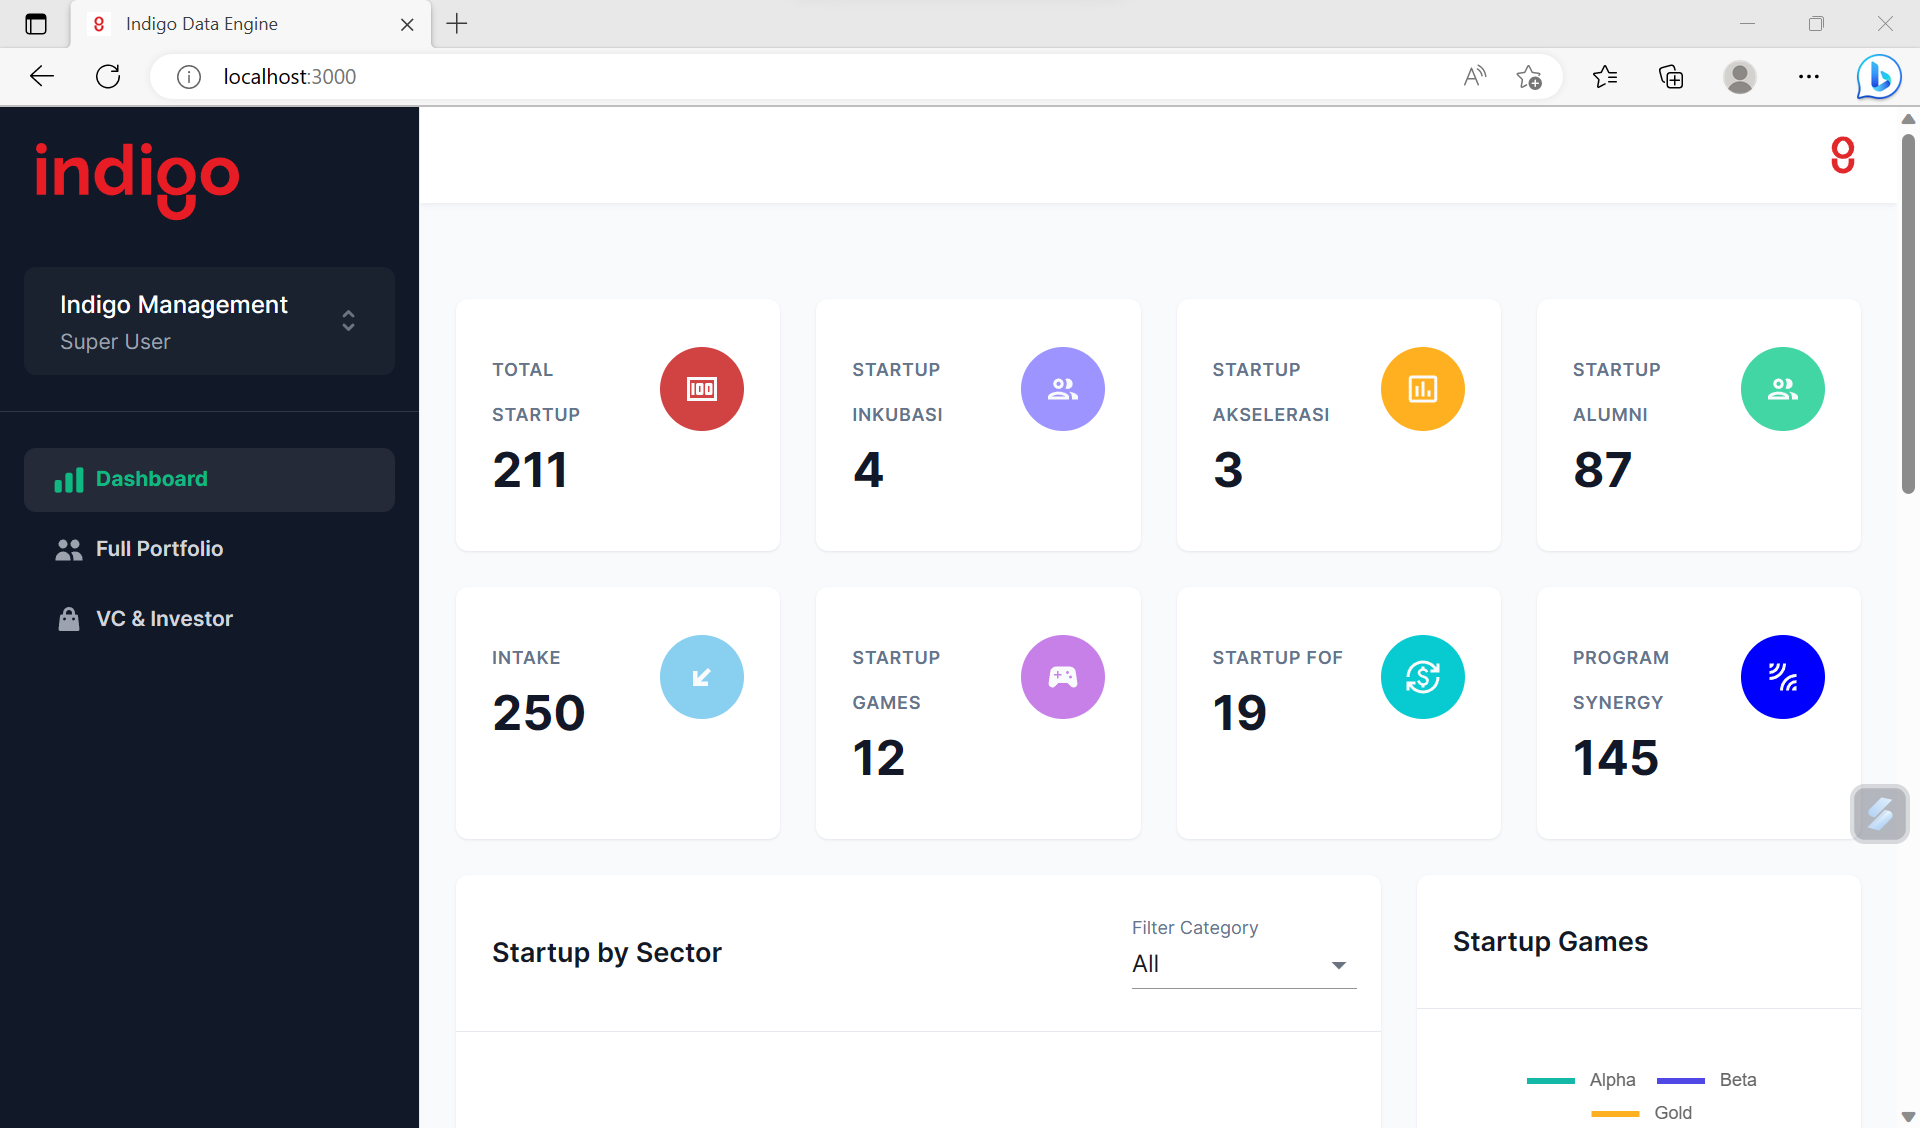 Indigo Data Engine
localhost:3000
indigo
Indigo Management
Super User
Dashboard
Full Portfolio
VC & Investor
TOTAL
STARTUP
211
STARTUP
INKUBASI
4
STARTUP
AKSELERASI
3
STARTUP
ALUMNI
87
INTAKE
250
STARTUP
GAMES
12
STARTUP FOF
19
PROGRAM
SYNERGY
145
Startup by Sector
Filter Category
All
Startup Games
Alpha
Beta
Gold